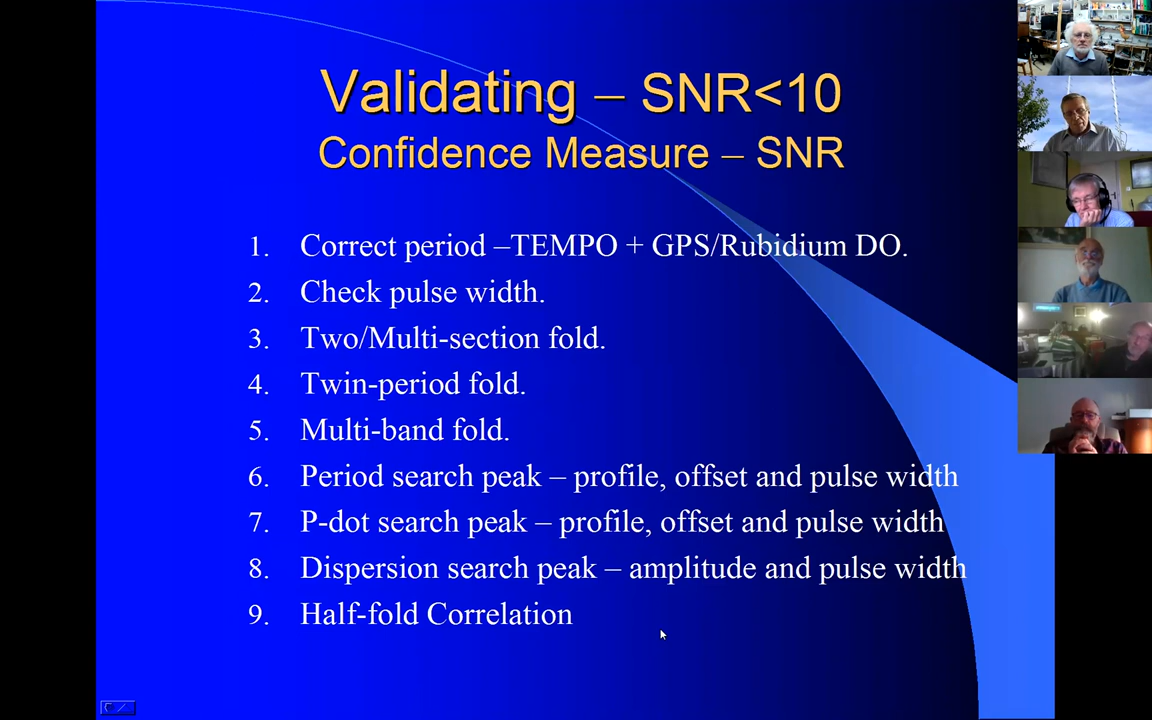 Validating – SNR<10
Confidence Measure – SNR
1. Correct period –TEMPO + GPS/Rubidium DO.
2. Check pulse width.
3. Two/Multi-section fold.
4. Twin-period fold.
5. Multi-band fold.
6. Period search peak – profile, offset and pulse width
7. P-dot search peak – profile, offset and pulse width
8. Dispersion search peak – amplitude and pulse width
9. Half-fold Correlation